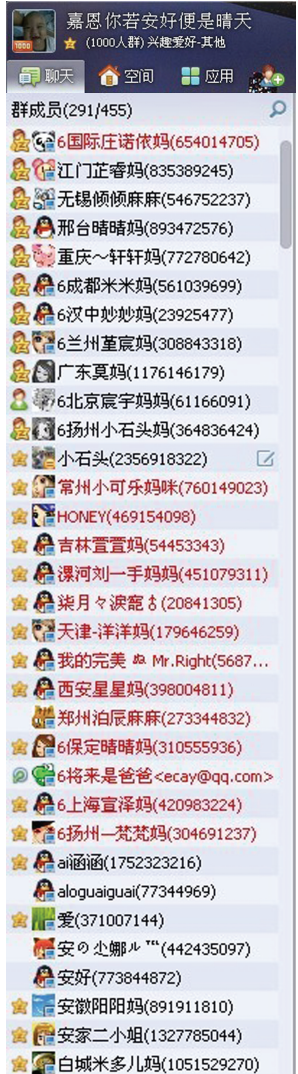 嘉恩你若安好便是晴天
1000
(1000人群) 兴趣爱好-其他
聊天 空间 应用
群成员(291/455)
6国际庄诺依妈(654014705)
江门芷睿妈(835389245)
无锡倾倾麻麻(546752237)
邢台晴晴妈(893472576)
重庆～轩轩妈(772780642)
6成都米米妈(561039699)
6汉中妙妙妈(23925477)
6兰州堇宸妈(308843318)
广东莫妈(1176146179)
6北京宸宇妈妈(61166091)
6扬州小石头妈(364836424)
小石头(2356918322)
常州小可乐妈咪(760149023)
HONEY(469154098)
吉林萱萱妈(54453343)
漯河刘一手妈妈(451079311)
柒月々淚寵♁(20841305)
天津-洋洋妈(179646259)
我的完美 ぬ Mr.Right(5687...
西安星星妈(398004811)
郑州泊辰麻麻(273344832)
6保定晴晴妈(310555936)
6将来是爸爸<ecay@qq.com>
6上海宣泽妈(420983224)
6扬州一梵梵妈(304691237)
ai涵涵(1752323216)
aloguaiguai(77344969)
爱(371007144)
安の尐娜ル™(442435097)
安好(773844872)
安徽阳阳妈(891911810)
安家二小姐(1327785044)
白城米多儿妈(1051529270)